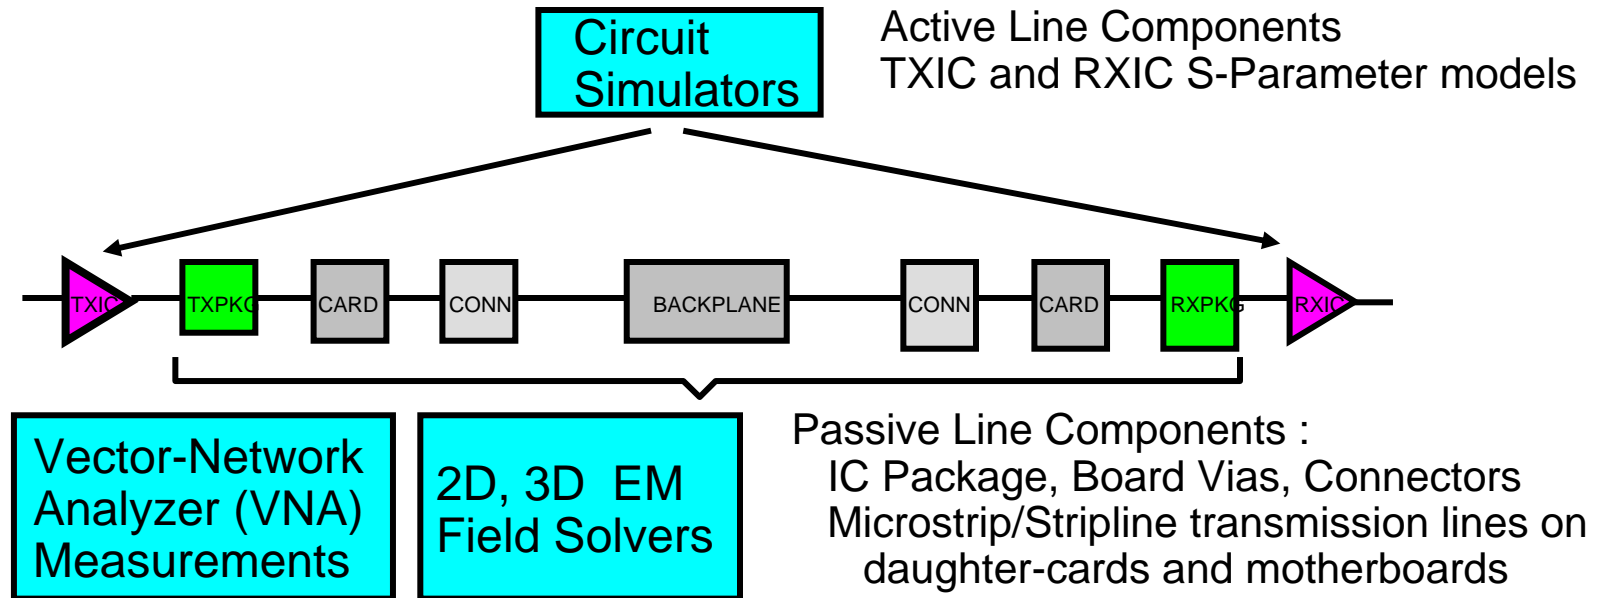 Circuit
Simulators
Active Line Components
TXIC and RXIC S-Parameter models
TXIC
TXPKG
CARD
CONN
BACKPLANE
CONN
CARD
RXPKG
RXIC
Vector-Network
Analyzer (VNA)
Measurements
2D, 3D EM
Field Solvers
Passive Line Components :
IC Package, Board Vias, Connectors
Microstrip/Stripline transmission lines on
daughter-cards and motherboards